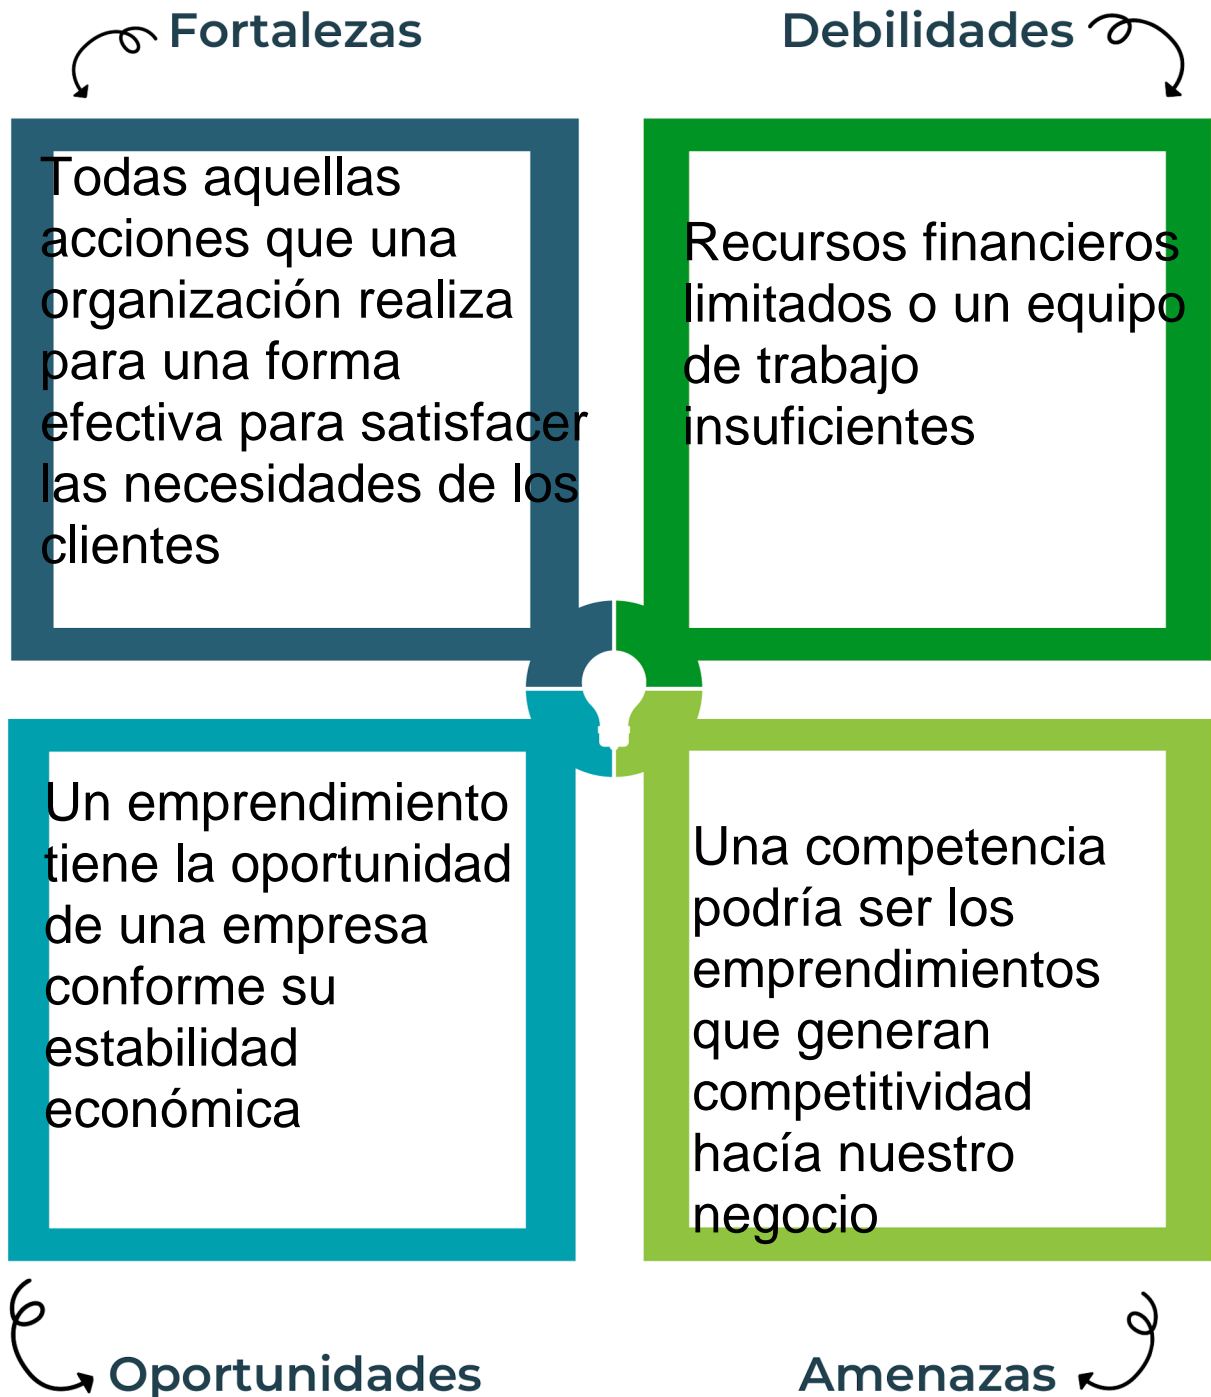 Fortalezas
Todas aquellas
acciones que una
organización realiza
para una forma
efectiva para satisfacer
las necesidades de los
clientes
Debilidades
Recursos financieros
limitados o un equipo
de trabajo
insuficientes
Un emprendimiento
tiene la oportunidad
de una empresa
conforme su
estabilidad
económica
Oportunidades
Una competencia
podría ser los
emprendimientos
que generan
competitividad
hacía nuestro
negocio
Amenazas